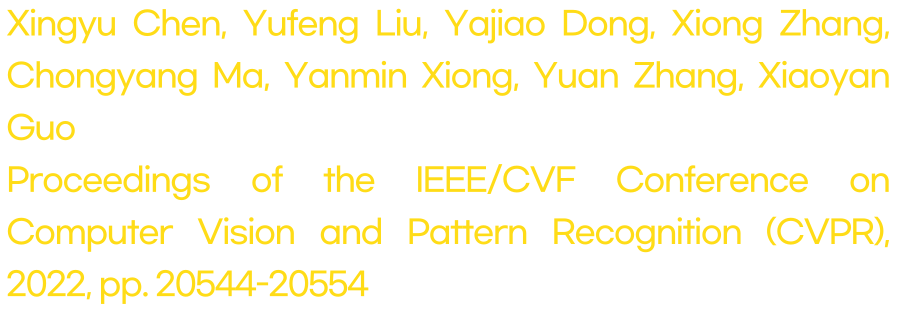 Xingyu Chen, Yufeng Liu, Yajiao Dong, Xiong Zhang,
Chongyang Ma, Yanmin Xiong, Yuan Zhang, Xiaoyan
Guo
Proceedings of the IEEE/CVF Conference on
Computer Vision and Pattern Recognition (CVPR),
2022, pp. 20544-20554